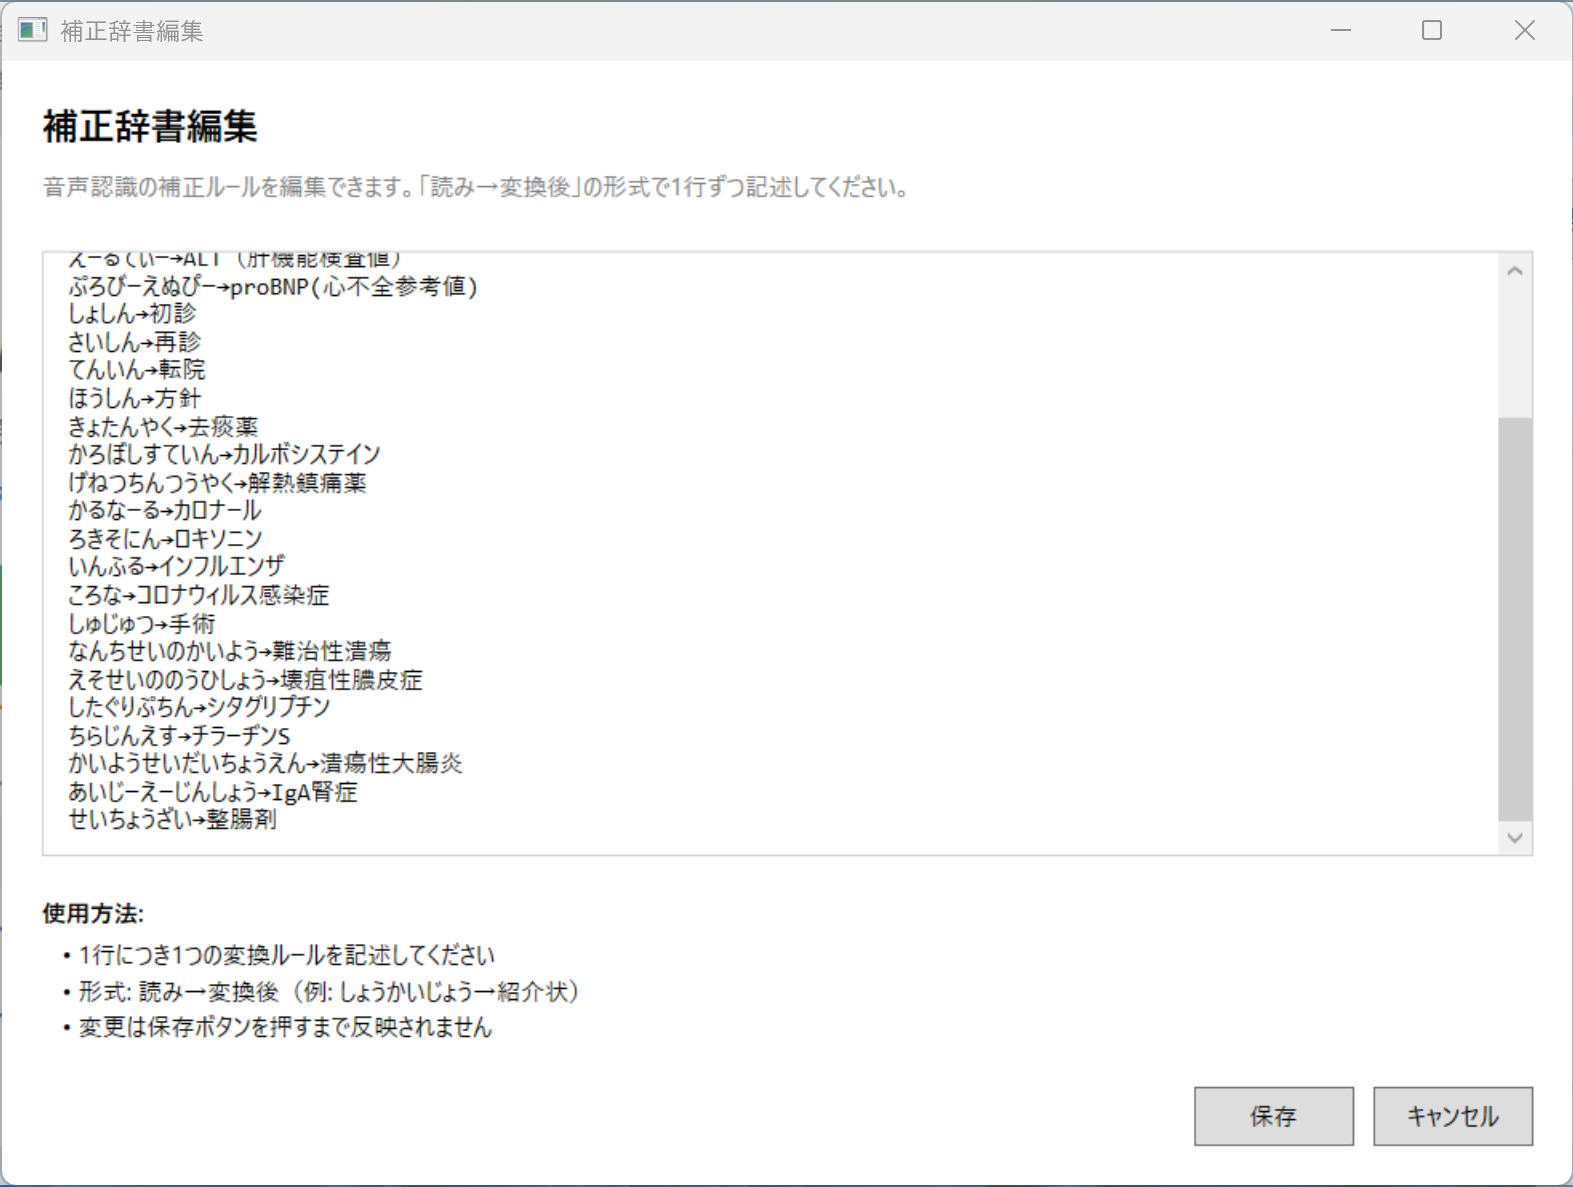 補正辞書編集
補正辞書編集
音声認識の補正ルールを編集できます。「読み→変換後」の形式で1行ずつ記述してください。
えーるてぃー→ALT（肝機能検査値）
ぷろびーえぬぴー→proBNP(心不全参考値)
しょしん→初診
さいしん→再診
てんいん→転院
ほうしん→方針
きょたんやく→去痰薬
かろぼしすていん→カルボシステイン
げねつちんつうやく→解熱鎮痛薬
かるなーる→カロナール
ろきそにん→ロキソニン
いんふる→インフルエンザ
ころな→コロナウィルス感染症
しゅじゅつ→手術
なんちせいのかいよう→難治性潰瘍
えそせいののうひしょう→壊疽性膿皮症
したぐりぷちん→シタグリプチン
ちらじんえす→チラーヂンS
かいようせいだいちょうえん→潰瘍性大腸炎
あいじーえーじんしょう→IgA腎症
せいちょうざい→整腸剤
使用方法:
• 1行につき1つの変換ルールを記述してください
• 形式: 読み→変換後（例: しょうかいじょう→紹介状）
• 変更は保存ボタンを押すまで反映されません
保存
キャンセル